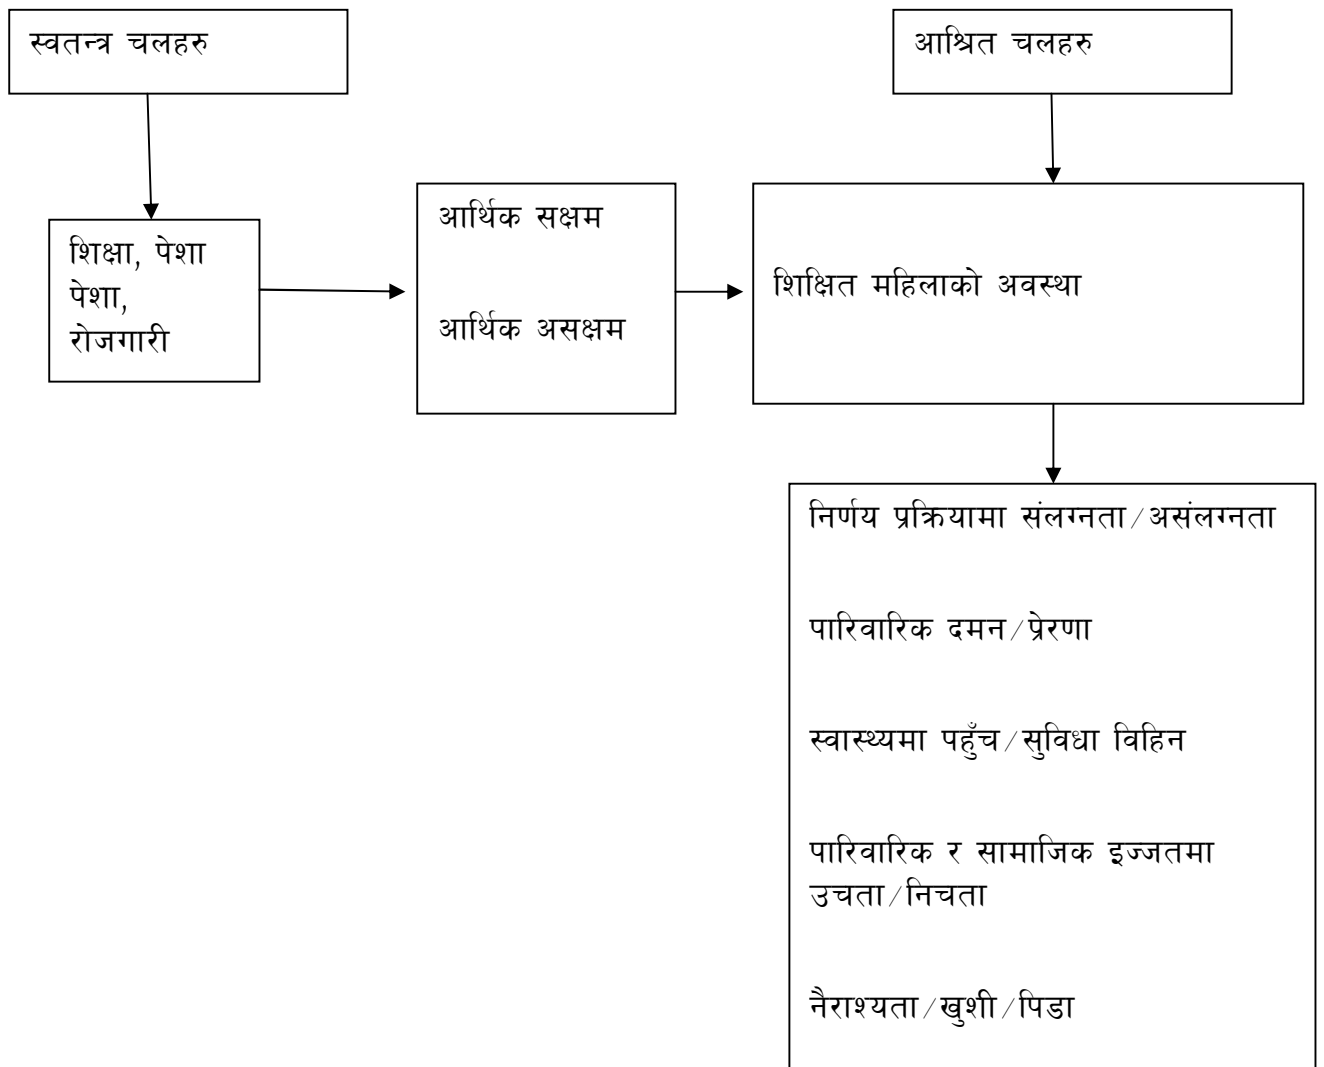 स्वतन्त्र चलहरु
आश्रित चलहरु
शिक्षा, पेशा
पेशा,
रोजगारी
आर्थिक सक्षम
आर्थिक असक्षम
शिक्षित महिलाको अवस्था
निर्णय प्रक्रियामा संलग्नता/असंलग्नता
पारिवारिक दमन/प्रेरणा
स्वास्थ्यमा पहुँच/सुविधा विहिन
पारिवारिक र सामाजिक इज्जतमा
उचता/निचता
नैराश्यता/खुशी/पिडा